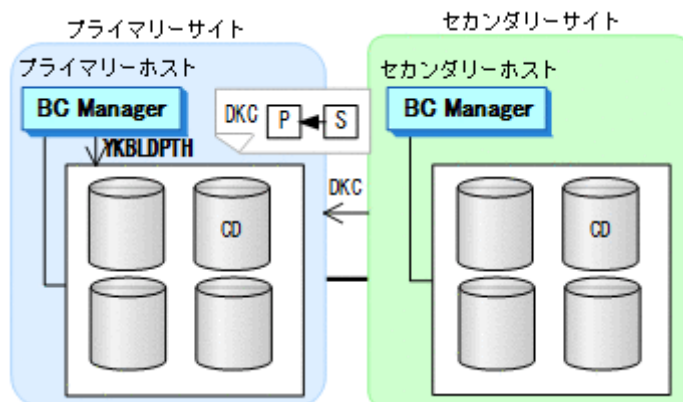 プライマリーサイト
セカンダリーサイト
プライマリーホスト
セカンダリーホスト
BC Manager
DKC P S
BC Manager
YKBLDPTH
DKC
CD
CD